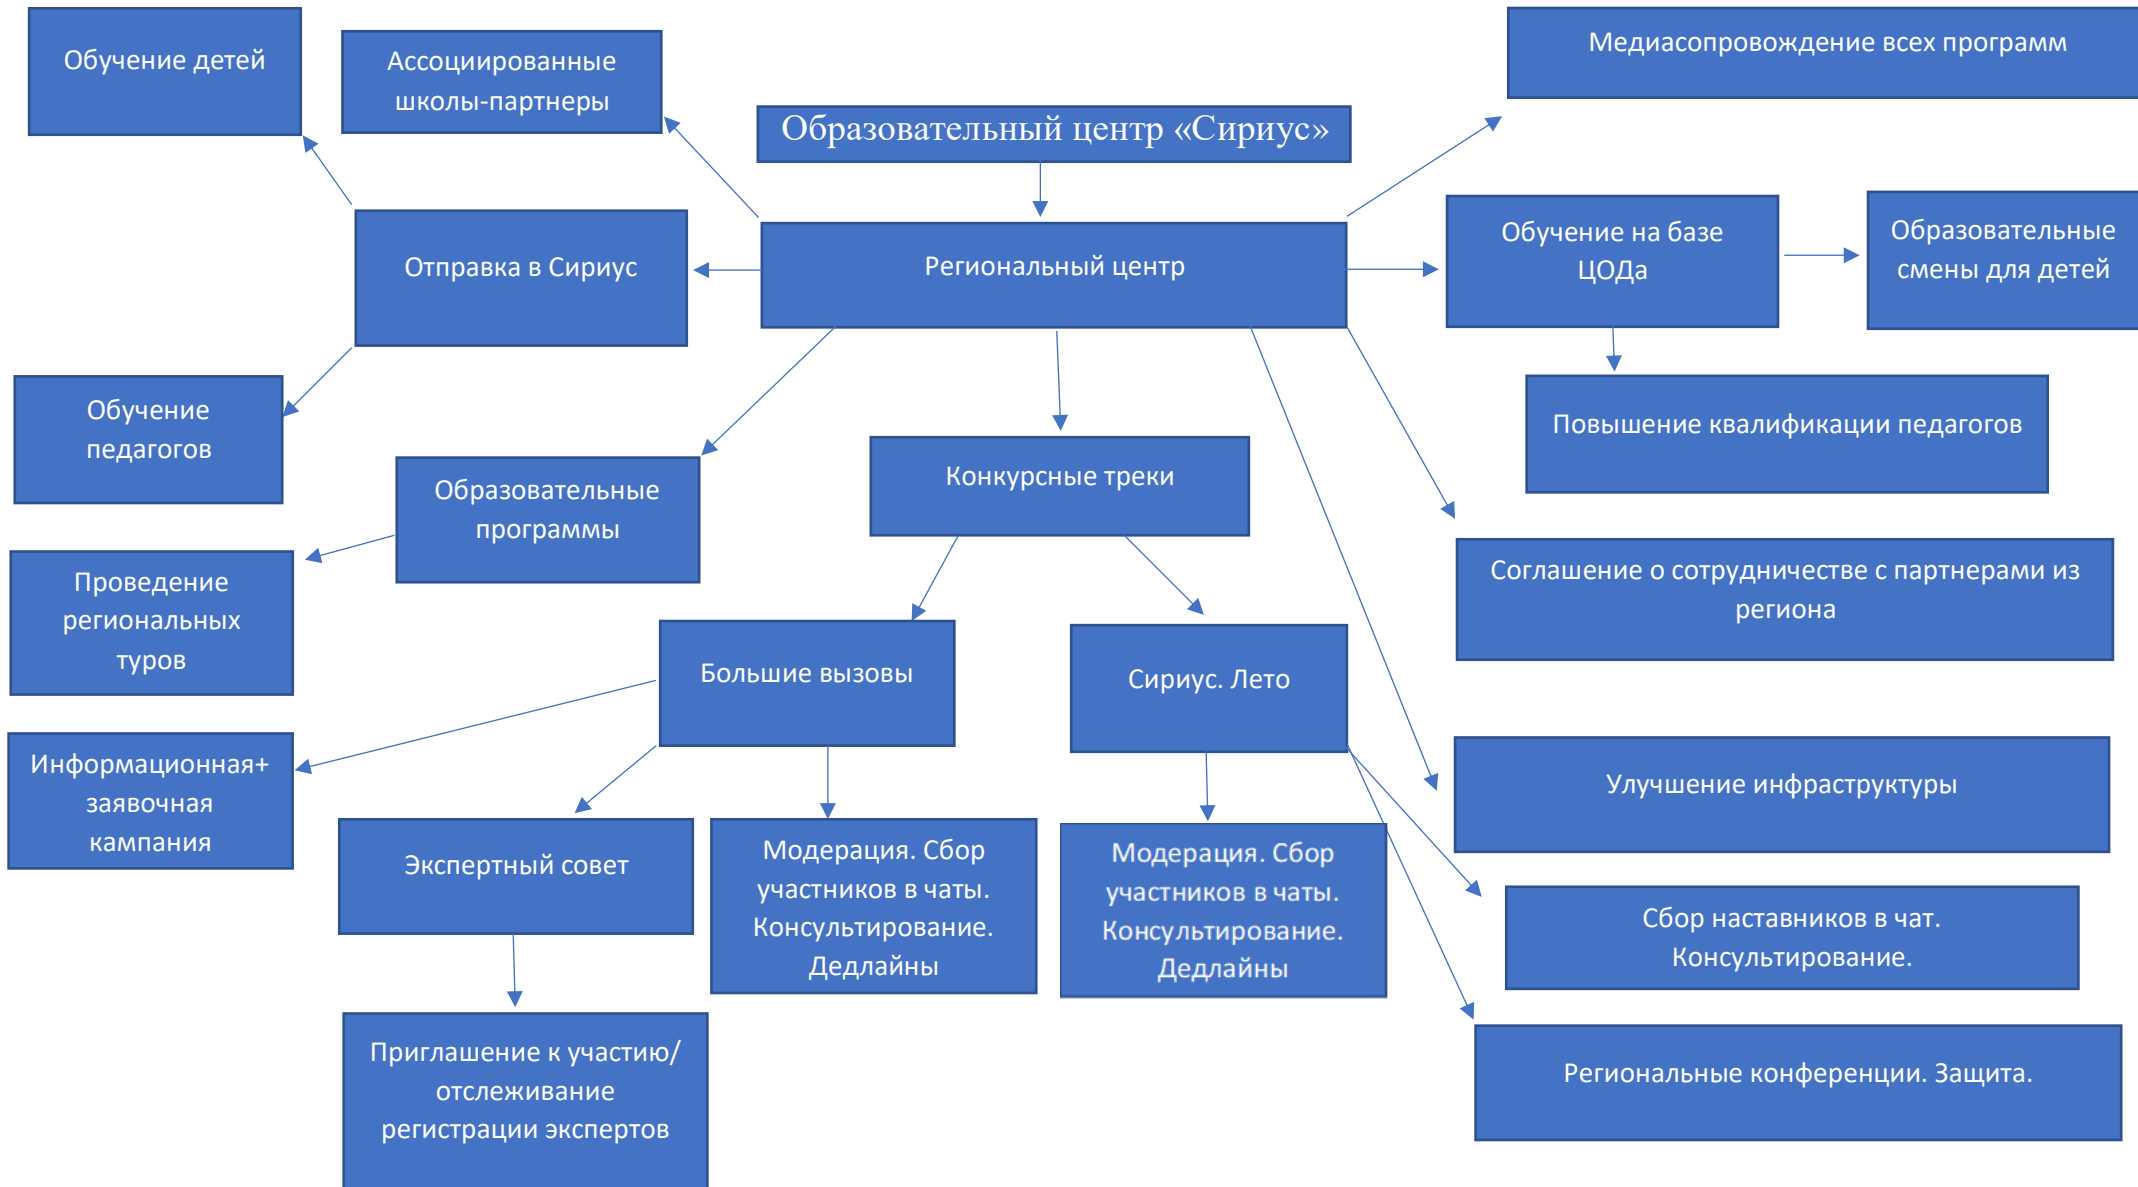 Обучение детей
Ассоциированные
школы-партнеры
Образовательный центр «Сириус»
Медиасопровождение всех программ
Отправка в Сириус
Региональный центр
Обучение на базе
ЦОДа
Образовательные
смены для детей
Обучение
педагогов
Образовательные
программы
Конкурсные треки
Повышение квалификации педагогов
Проведение
региональных
туров
Большие вызовы
Сириус. Лето
Соглашение о сотрудничестве с партнерами из
региона
Информационная+
заявочная
кампания
Экспертный совет
Модерация. Сбор
участников в чаты.
Консультирование.
Дедлайны
Модерация. Сбор
участников в чаты.
Консультирование.
Дедлайны
Улучшение инфраструктуры
Сбор наставников в чат.
Консультирование.
Приглашение к участию/
отслеживание
регистрации экспертов
Региональные конференции. Защита.